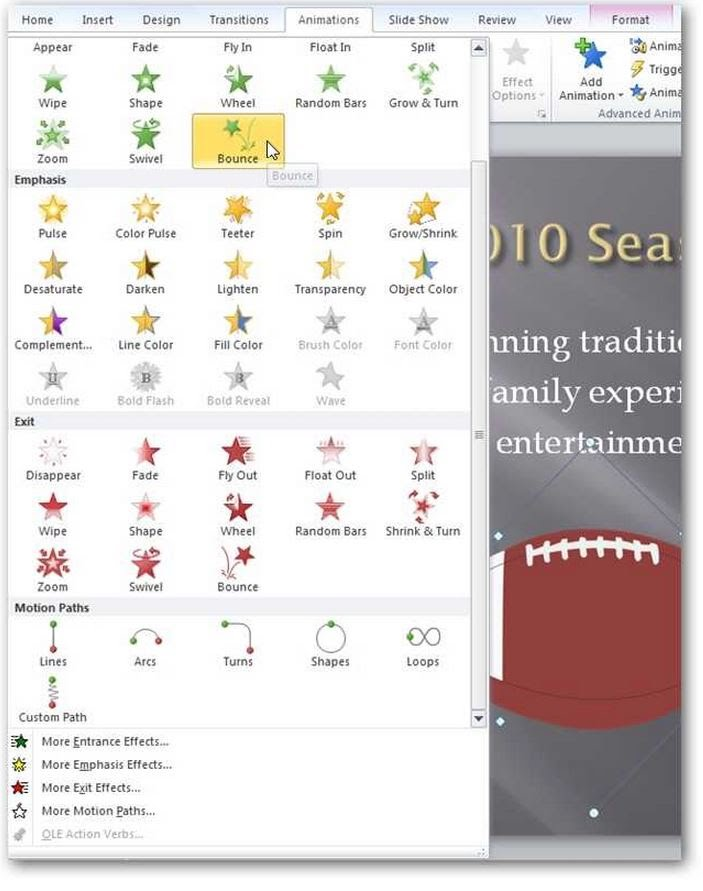 Home Insert Design Transitions Animations Slide Show Review View Format
Appear Fade Fly In Float In Split
Wipe Shape Wheel Random Bars Grow & Turn
Zoom Swivel Bounce
Bounce
Emphasis
Pulse Color Pulse Teeter Spin Grow/Shrink
Desaturate Darken Lighten Transparency Object Color
Complement... Line Color Fill Color Brush Color Font Color
Underline Bold Flash Bold Reveal Wave
Exit
Disappear Fade Fly Out Float Out Split
Wipe Shape Wheel Random Bars Shrink & Turn
Zoom Swivel Bounce
Motion Paths
Lines Arcs Turns Shapes Loops
Custom Path
More Entrance Effects...
More Emphasis Effects...
More Exit Effects...
More Motion Paths...
OLE Action Verbs...
Effect Options
Add Animation
Anima
Trigge
Anima
Advanced Anim
010 Seas
nning traditio
family experi
entertainme